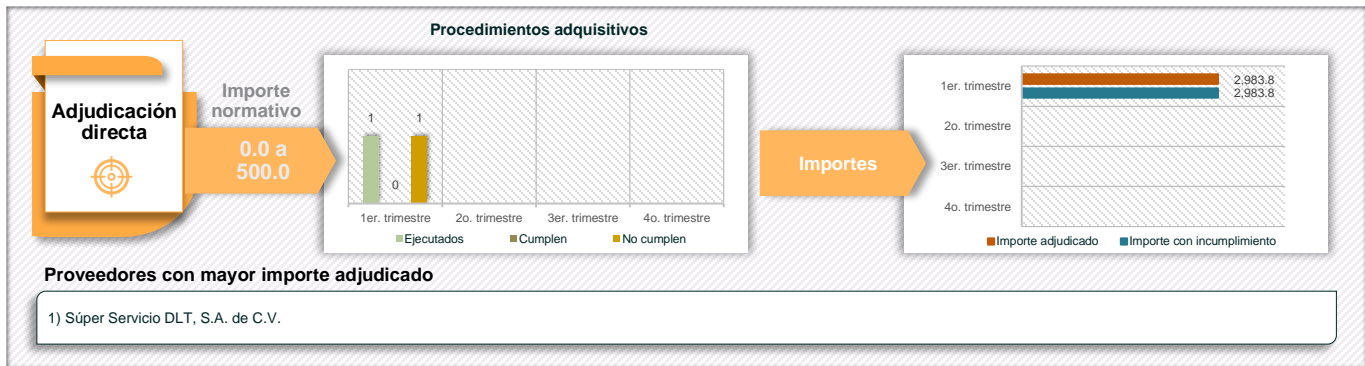 Procedimientos adquisitivos
Adjudicación
directa
Importe
normativo
0.0 a
500.0
1
0
1
1er. trimestre
2o. trimestre
3er. trimestre
4o. trimestre
Ejecutados
Cumplen
No cumplen
Importes
1er. trimestre
2o. trimestre
3er. trimestre
4o. trimestre
2,983.8
2,983.8
Importe adjudicado
Importe con incumplimiento
Proveedores con mayor importe adjudicado
1) Súper Servicio DLT, S.A. de C.V.